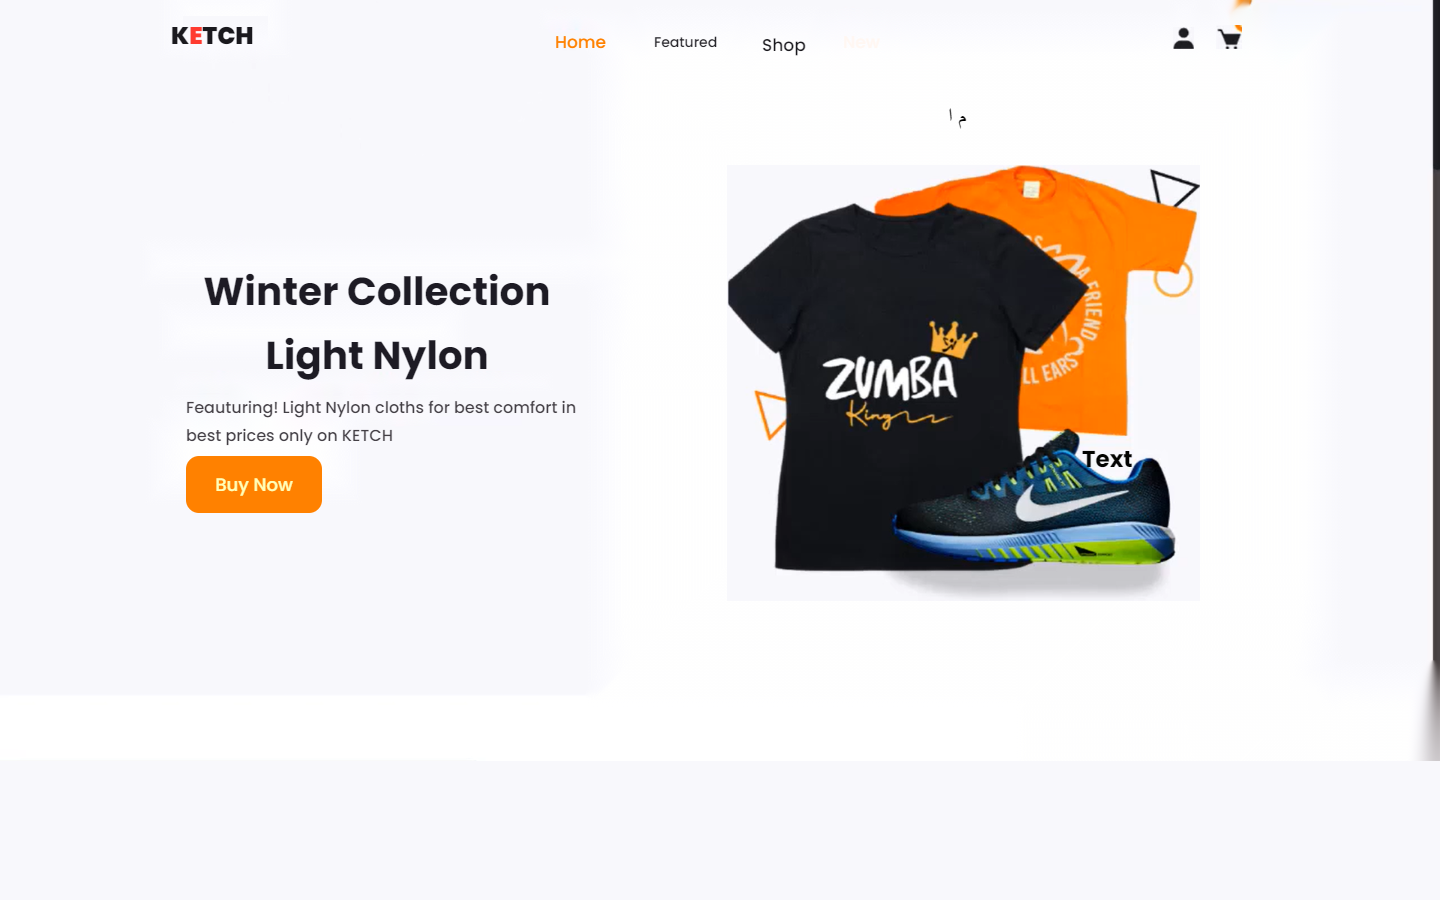 KETCH
Home
Featured
Shop
New
م ا
Winter Collection
Light Nylon
Feauturing! Light Nylon cloths for best comfort in
best prices only on KETCH
Buy Now
ZUMBA
King
A FRIEND
LL EARS
Text